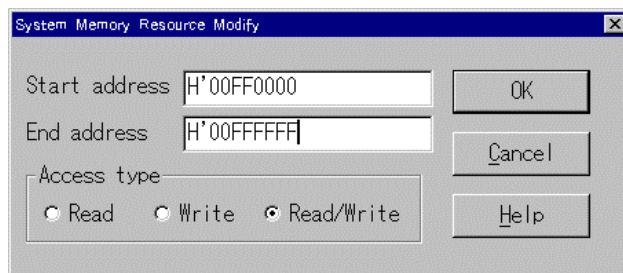 System Memory Resource Modify
Start address H'00FF0000
OK
End address H'00FFFFFF
Cancel
Access type
Read Write Read/Write
Help